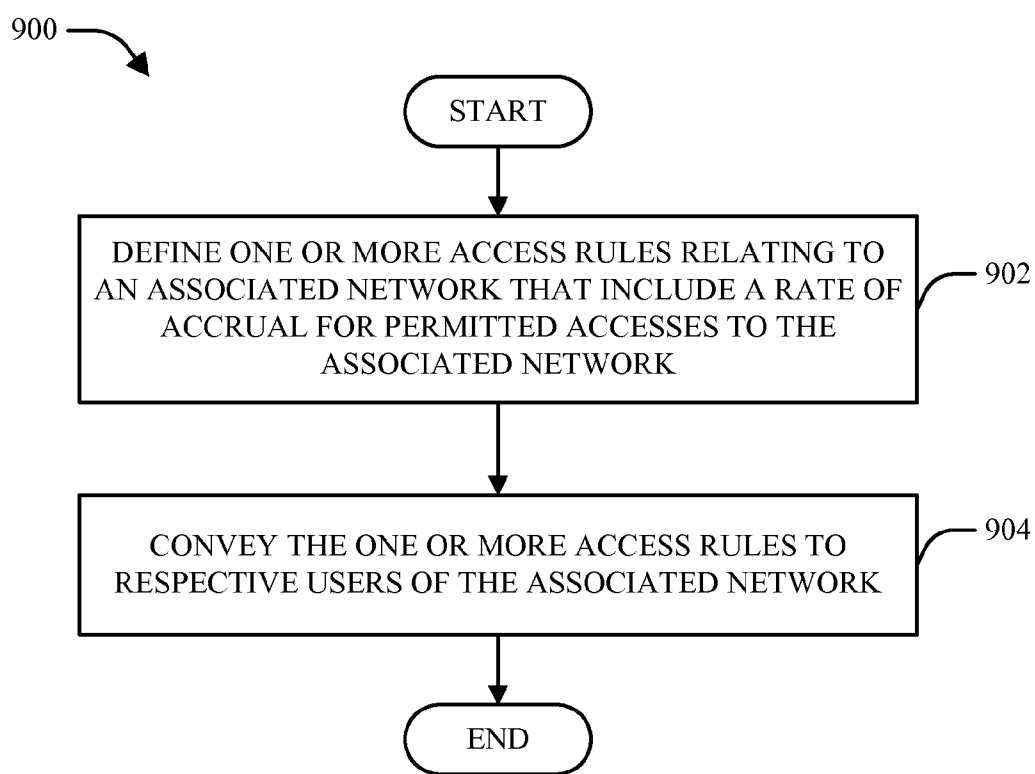 900
START
DEFINE ONE OR MORE ACCESS RULES RELATING TO
AN ASSOCIATED NETWORK THAT INCLUDE A RATE OF
ACCRUAL FOR PERMITTED ACCESSES TO THE
ASSOCIATED NETWORK
902
CONVEY THE ONE OR MORE ACCESS RULES TO
RESPECTIVE USERS OF THE ASSOCIATED NETWORK
904
END